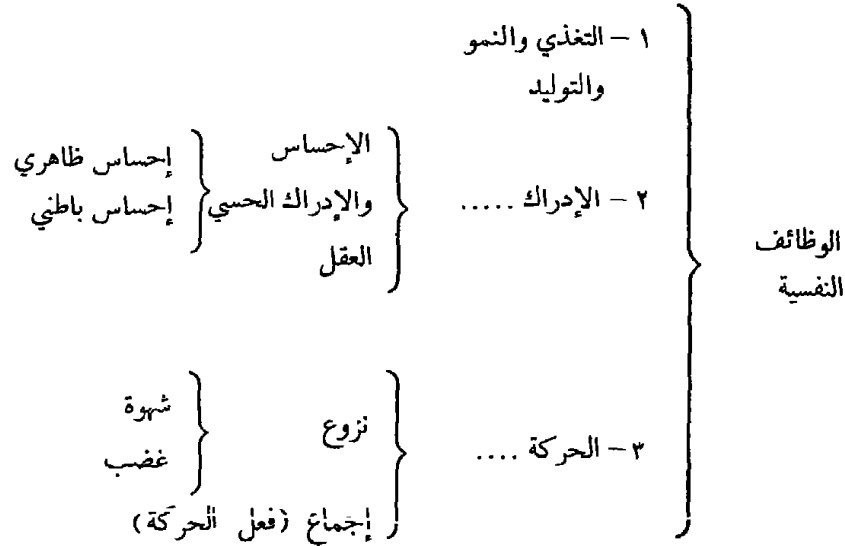 الوظائف
النفسية
١ – التغذي والنمو
والتوليد
٢ – الإدراك .....
الإحساس
والإدراك الحسي
العقل
إحساس ظاهري
إحساس باطني
٣ – الحركة ....
نزوع
شهوة
غضب
إجماع (فعل الحركة)